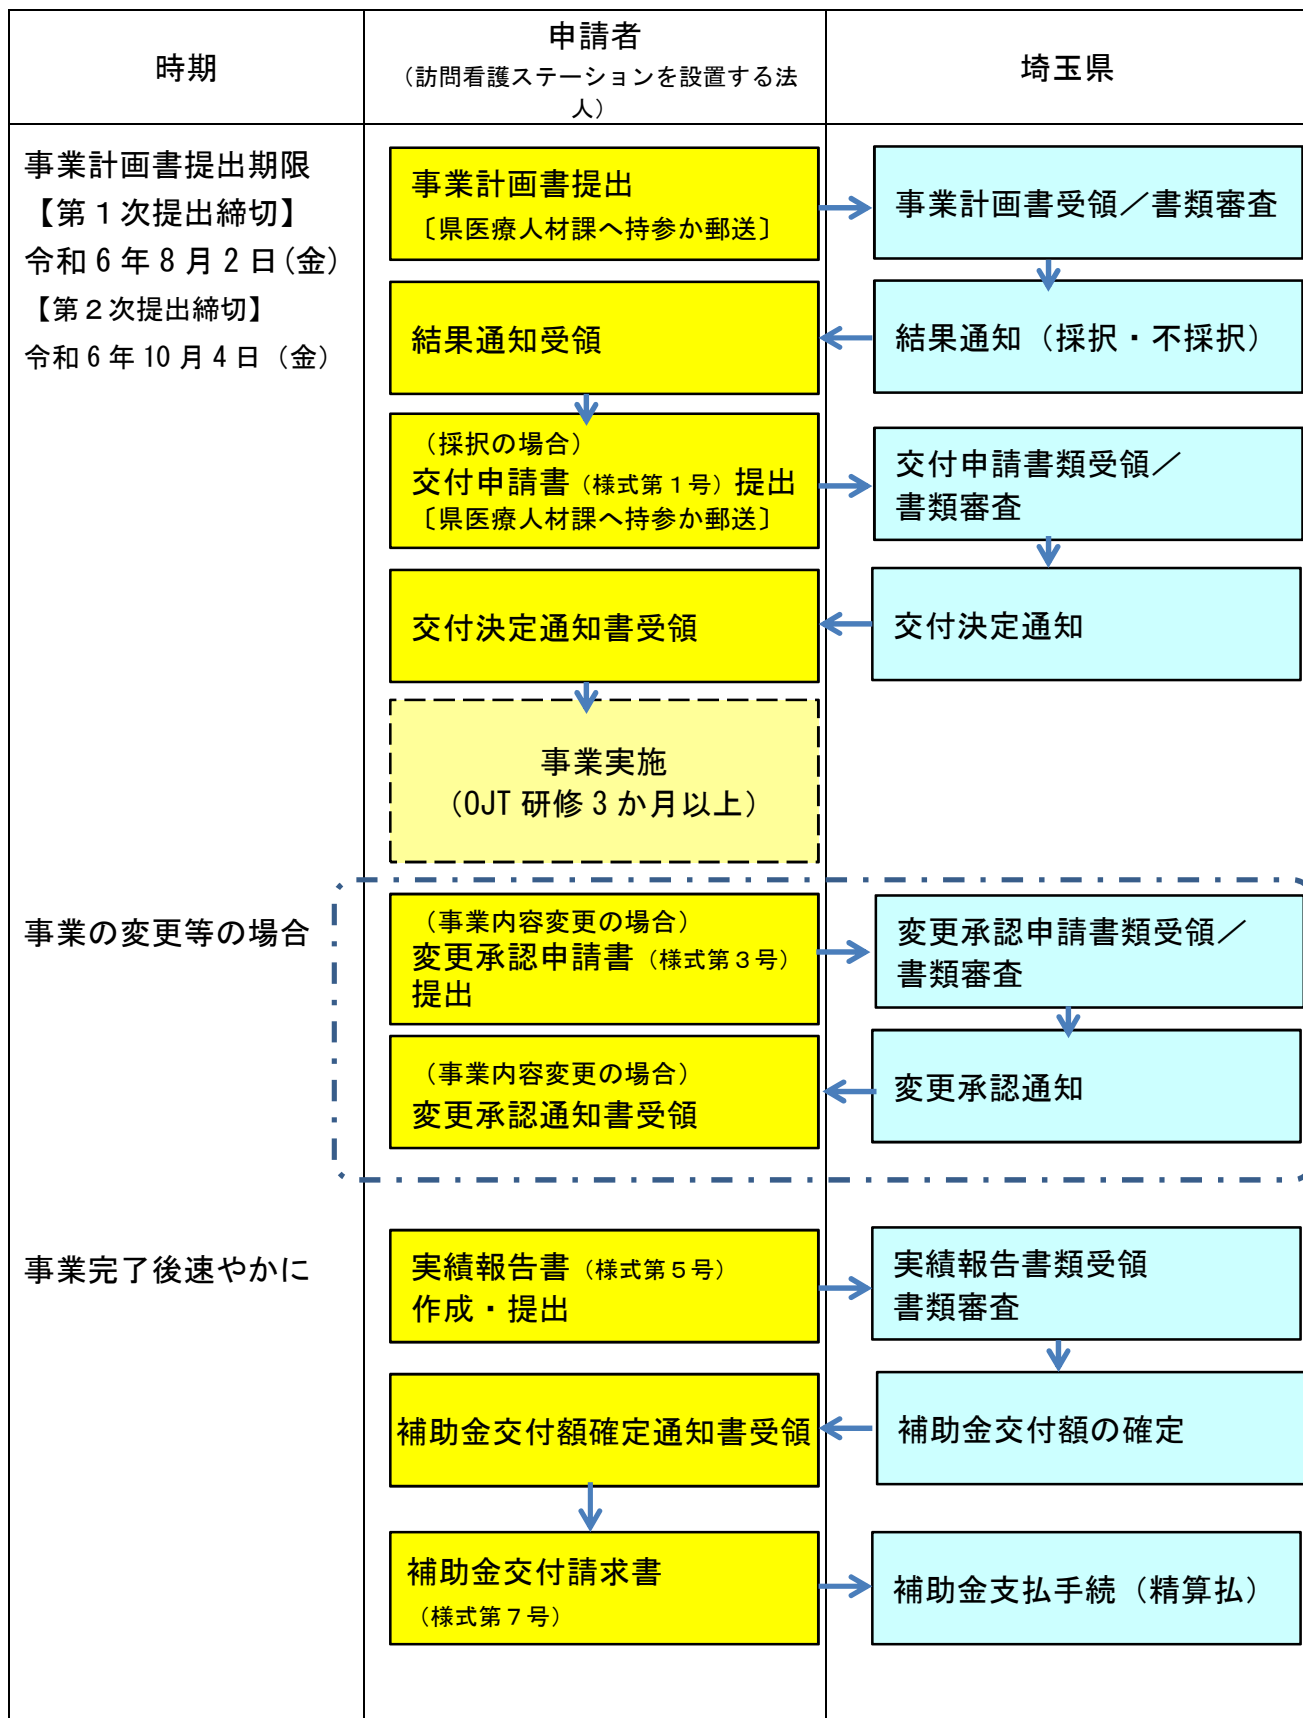 時期
申請者
（訪問看護ステーションを設置する法
人）
埼玉県
事業計画書提出期限
【第１次提出締切】
令和6年8月2日(金)
【第２次提出締切】
令和6年10月4日（金）
事業計画書提出
〔県医療人材課へ持参か郵送〕
事業計画書受領／書類審査
結果通知受領
結果通知（採択・不採択）
（採択の場合）
交付申請書（様式第１号）提出
〔県医療人材課へ持参か郵送〕
交付申請書類受領／
書類審査
交付決定通知書受領
交付決定通知
事業実施
（OJT研修3か月以上）
事業の変更等の場合
（事業内容変更の場合）
変更承認申請書（様式第３号）
提出
変更承認申請書類受領／
書類審査
（事業内容変更の場合）
変更承認通知書受領
変更承認通知
事業完了後速やかに
実績報告書（様式第５号）
作成・提出
実績報告書類受領
書類審査
補助金交付額確定通知書受領
補助金交付額の確定
補助金交付請求書
（様式第７号）
補助金支払手続（精算払）